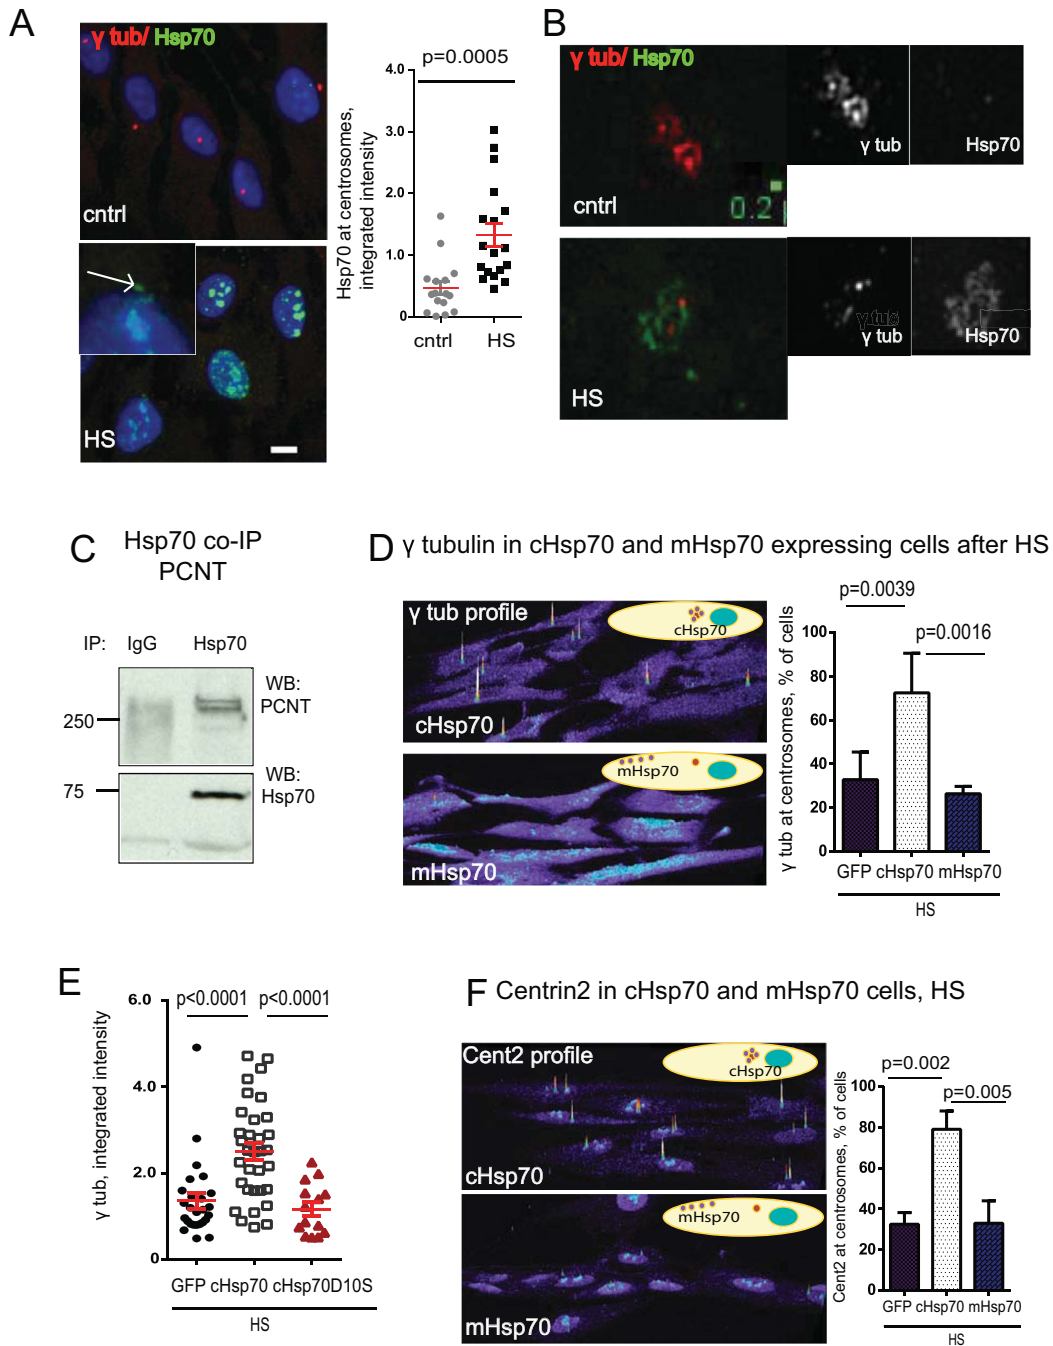 A
γ tub/ Hsp70
cntrl
HS
p=0.0005
Hsp70 at centrosomes,
integrated intensity
4.0
3.0
2.0
1.0
0
cntrl HS
B
γ tub/ Hsp70
cntrl
0.2
γ tub
Hsp70
HS
γ tub
γ tub
Hsp70
C
Hsp70 co-IP
PCNT
IP: IgG Hsp70
WB:
PCNT
250
WB:
Hsp70
75
D γ tubulin in cHsp70 and mHsp70 expressing cells after HS
γ tub profile
cHsp70
cHsp70
mHsp70
mHsp70
p=0.0039
p=0.0016
γ tub at centrosomes, % of cells
100
80
60
40
20
0
GFP cHsp70 mHsp70
HS
E
p<0.0001 p<0.0001
γ tub, integrated intensity
6.0
4.0
2.0
0
GFP cHsp70 cHsp70D10S
HS
F Centrin2 in cHsp70 and mHsp70 cells, HS
Cent2 profile
cHsp70
cHsp70
mHsp70
mHsp70
p=0.002
p=0.005
Cent2 at centrosomes, % of cells
100
80
60
40
20
0
GFP cHsp70 mHsp70
HS